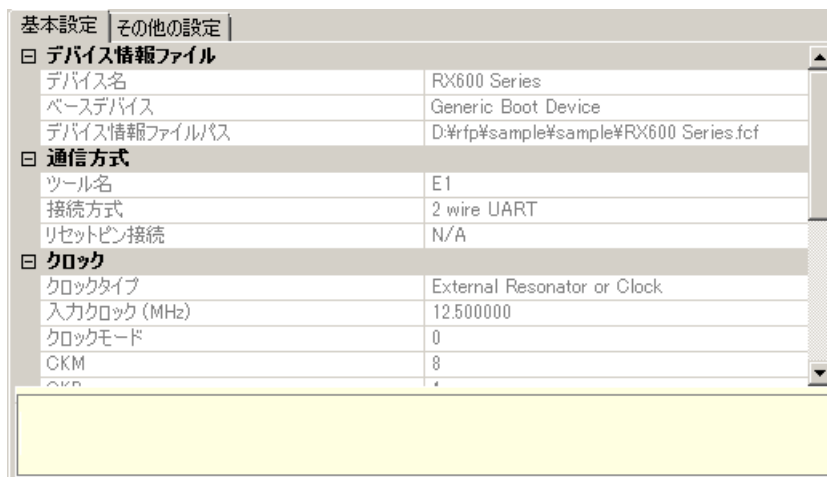 基本設定 その他の設定
デバイス情報ファイル
デバイス名 RX600 Series
ベースデバイス Generic Boot Device
デバイス情報ファイルパス D:¥rfp¥sample¥sample¥RX600 Series.fcf
通信方式
ツール名 E1
接続方式 2 wire UART
リセットピン接続 N/A
クロック
クロックタイプ External Resonator or Clock
入力クロック (MHz) 12.500000
クロックモード 0
CKM 8